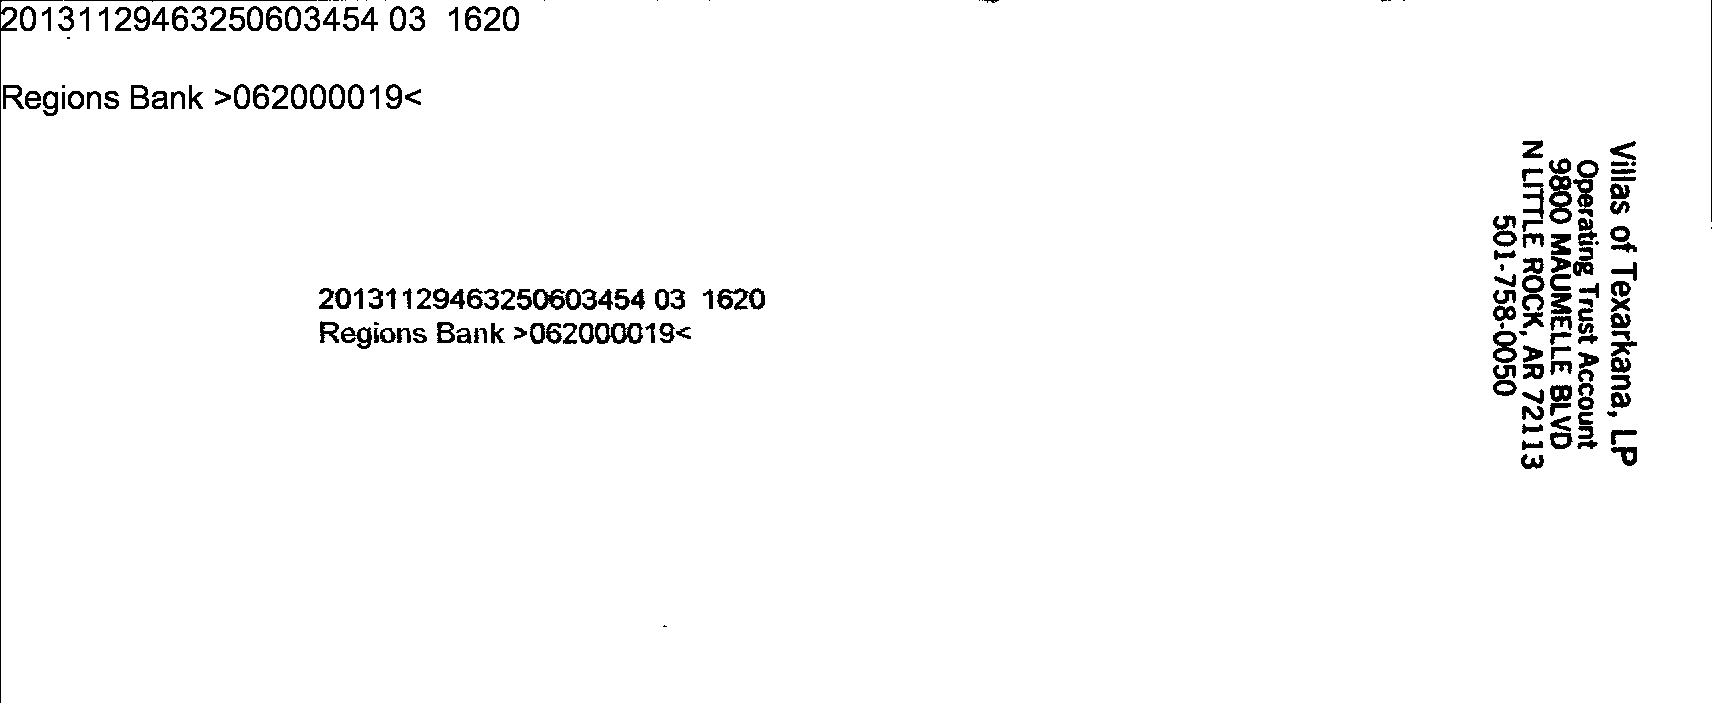 20131129463250603454 03 1620
Regions Bank >062000019<
20131129463250603454 03 1620
Regions Bank >062000019<
Villas of Texarkana, LP
Operating Trust Account
9800 MAUMELLE BLVD
N LITTLE ROCK, AR 72113
501-758-0050